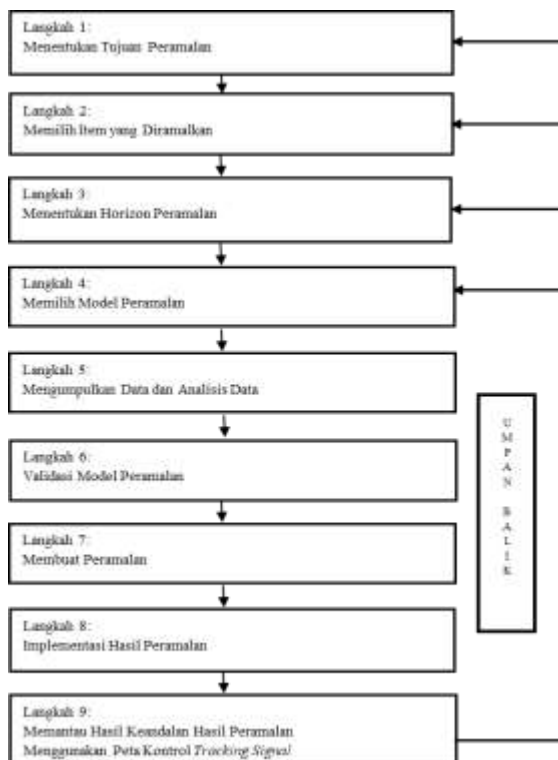 Langkah 1:
Menentukan Tujuan Peramalan
Langkah 2:
Memilih Item yang Diramalkan
Langkah 3:
Menentukan Horizon Peramalan
Langkah 4:
Memilih Model Peramalan
Langkah 5:
Mengumpulkan Data dan Analisis Data
Langkah 6:
Validasi Model Peramalan
Langkah 7:
Membuat Peramalan
Langkah 8:
Implementasi Hasil Peramalan
Langkah 9:
Memantau Hasil Keandalan Hasil Peramalan
Menggunakan Peta Kontrol Tracking Signal
UMPAN BALIK